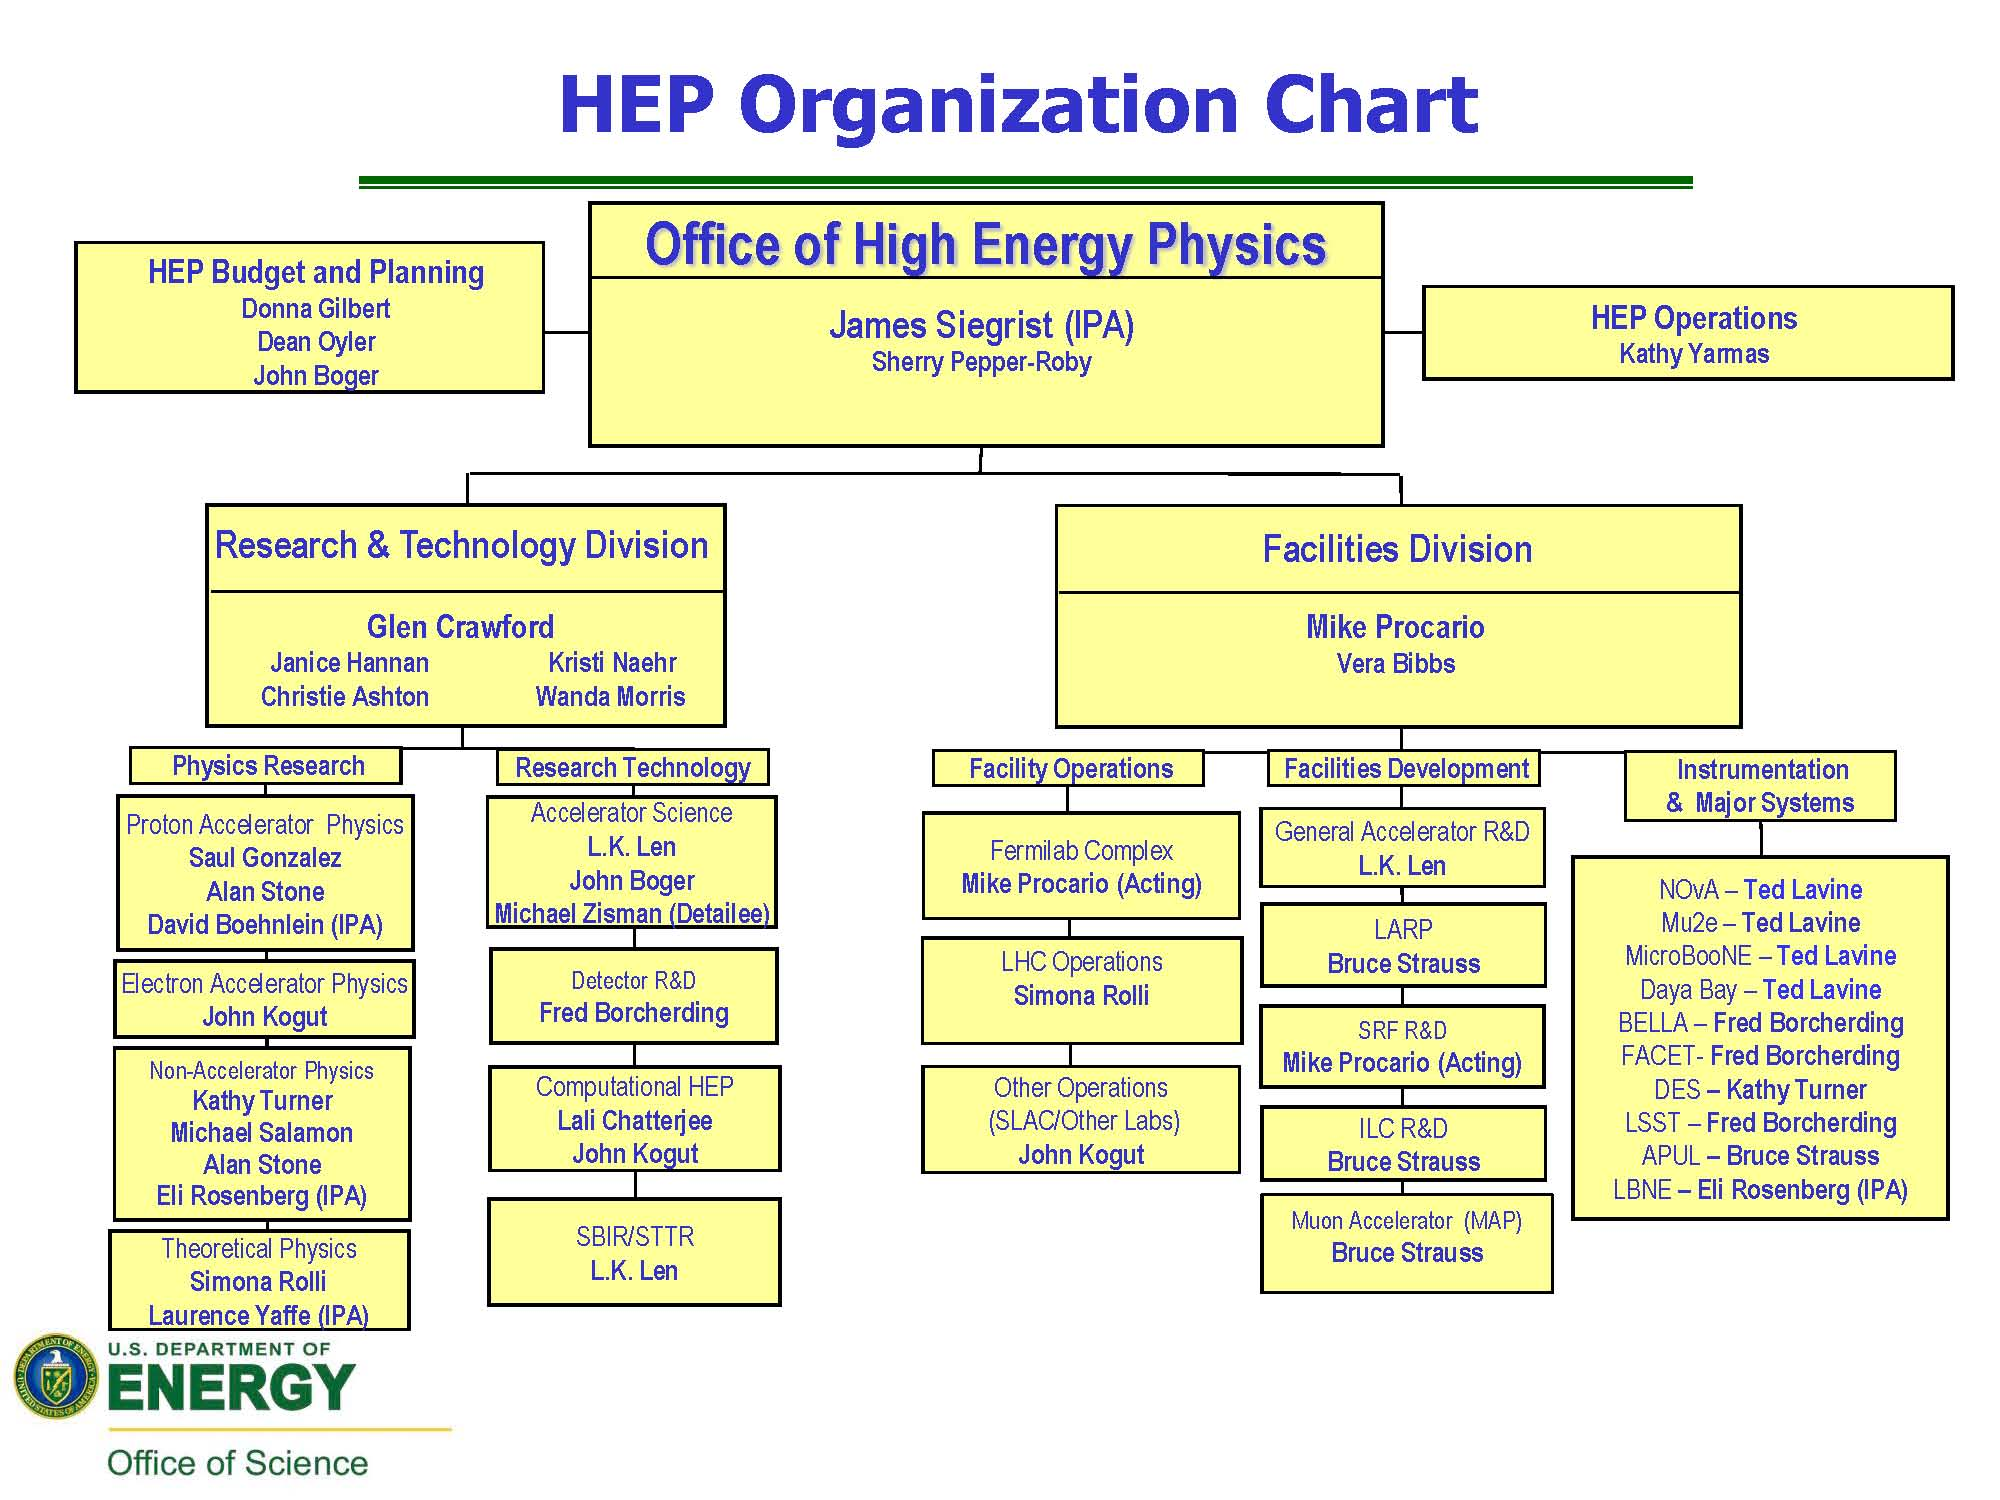 HEP Organization Chart
Office of High Energy Physics
James Siegrist (IPA)
Sherry Pepper-Roby
HEP Budget and Planning
Donna Gilbert
Dean Oyler
John Boger
HEP Operations
Kathy Yarmas
Research & Technology Division
Glen Crawford
Janice Hannan Kristi Naehr
Christie Ashton Wanda Morris
Facilities Division
Mike Procario
Vera Bibbs
Physics Research
Proton Accelerator Physics
Saul Gonzalez
Alan Stone
David Boehnlein (IPA)
Electron Accelerator Physics
John Kogut
Non-Accelerator Physics
Kathy Turner
Michael Salamon
Alan Stone
Eli Rosenberg (IPA)
Theoretical Physics
Simona Rolli
Laurence Yaffe (IPA)
Research Technology
Accelerator Science
L.K. Len
John Boger
Michael Zisman (Detailee)
Detector R&D
Fred Borcherding
Computational HEP
Lali Chatterjee
John Kogut
SBIR/STTR
L.K. Len
Facility Operations
Fermilab Complex
Mike Procario (Acting)
LHC Operations
Simona Rolli
Other Operations
(SLAC/Other Labs)
John Kogut
Facilities Development
General Accelerator R&D
L.K. Len
LARP
Bruce Strauss
SRF R&D
Mike Procario (Acting)
ILC R&D
Bruce Strauss
Muon Accelerator (MAP)
Bruce Strauss
Instrumentation
& Major Systems
NOvA – Ted Lavine
Mu2e – Ted Lavine
MicroBooNE – Ted Lavine
Daya Bay – Ted Lavine
BELLA – Fred Borcherding
FACET- Fred Borcherding
DES – Kathy Turner
LSST – Fred Borcherding
APUL – Bruce Strauss
LBNE – Eli Rosenberg (IPA)
U.S. DEPARTMENT OF
ENERGY
Office of Science